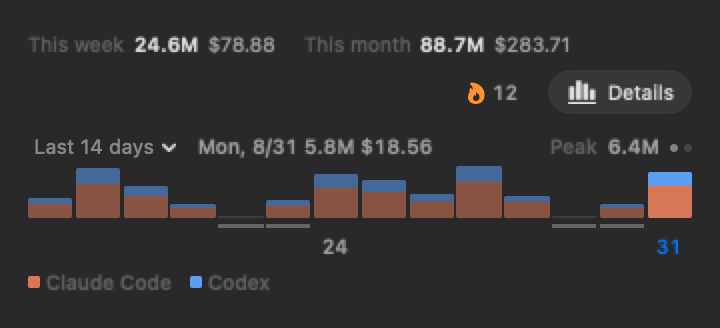 This week 24.6M $78.88 This month 88.7M $283.71
12 Details
Last 14 days Mon, 8/31 5.8M $18.56 Peak 6.4M
24 31
Claude Code Codex